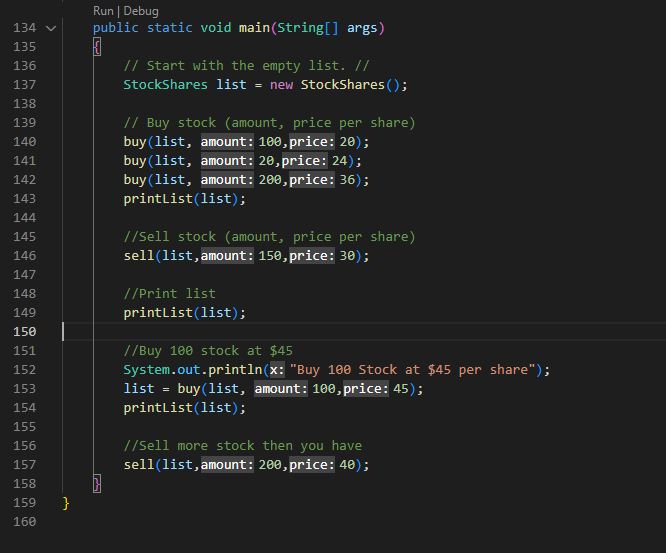 Run | Debug
134 public static void main(String[] args)
135 {
136 // Start with the empty list. //
137 StockShares list = new StockShares();
138
139 // Buy stock (amount, price per share)
140 buy(list, amount: 100,price: 20);
141 buy(list, amount: 20,price: 24);
142 buy(list, amount: 200,price: 36);
143 printList(list);
144
145 //Sell stock (amount, price per share)
146 sell(list,amount: 150,price: 30);
147
148 //Print list
149 printList(list);
150
151 //Buy 100 stock at $45
152 System.out.println(x: "Buy 100 Stock at $45 per share");
153 list = buy(list, amount: 100,price: 45);
154 printList(list);
155
156 //Sell more stock then you have
157 sell(list,amount: 200,price: 40);
158 }
159 }
160